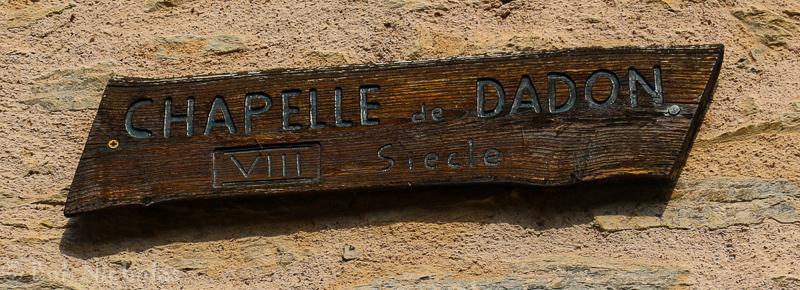 CHAPELLE de DADON
VIII Siecle